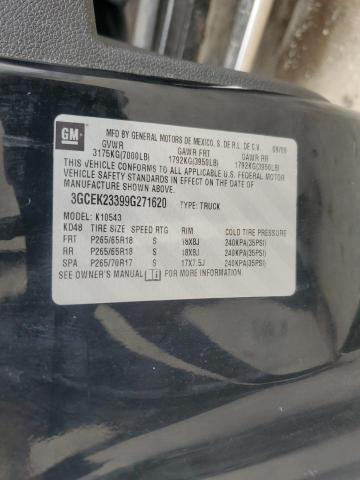 GM
MFD BY GENERAL MOTORS DE MEXICO, S. DE R.L. DE C.V. 09/09
GVWR GAWR FRT GAWR RR
3175KG(7000LB) 1792KG(3950LB) 1792KG(3950LB)
THIS VEHICLE CONFORMS TO ALL APPLICABLE U.S. FEDERAL MOTOR
VEHICLE SAFETY STANDARDS IN EFFECT ON THE DATE OF
MANUFACTURE SHOWN ABOVE.
3GCEK23399G271620 TYPE: TRUCK
MODEL: K10543
KD48 TIRE SIZE SPEED RTG RIM COLD TIRE PRESSURE
FRT P265/65R18 S 18X8J 240KPA(35PSI)
RR P265/65R18 S 18X8J 240KPA(35PSI)
SPA P265/70R17 S 17X7.5J 240KPA(35PSI)
SEE OWNER'S MANUAL FOR ADDITIONAL INFORMATION.